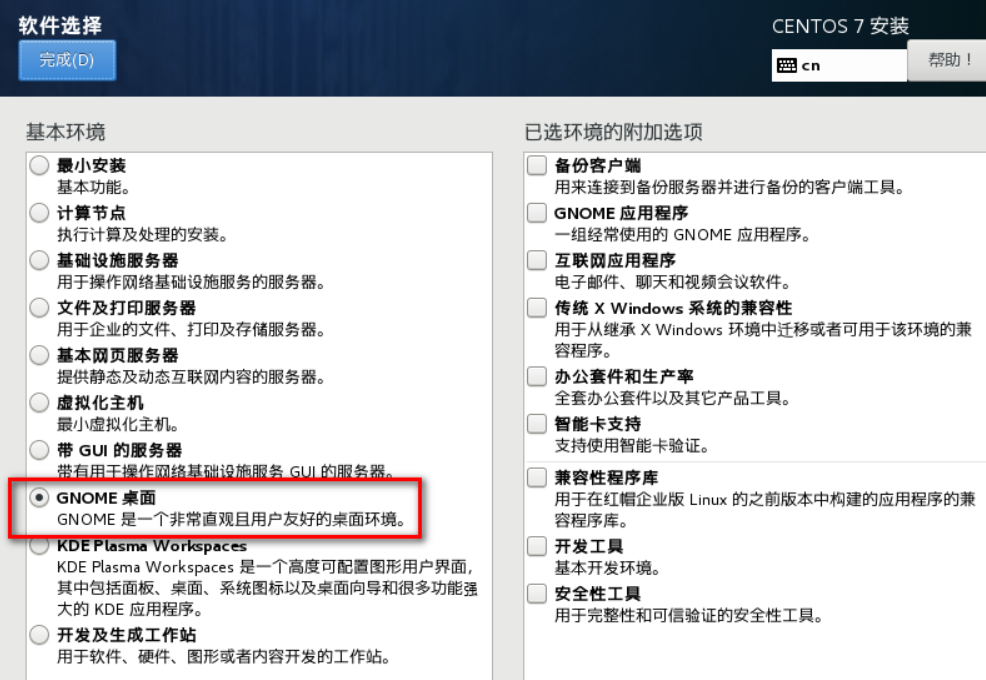 软件选择
完成(D)
CENTOS 7 安装
cn
帮助！
基本环境
最小安装
基本功能。
计算节点
执行计算及处理的安装。
基础设施服务器
用于操作网络基础设施服务的服务器。
文件及打印服务器
用于企业的文件、打印及存储服务器。
基本网页服务器
提供静态及动态互联网内容的服务器。
虚拟化主机
最小虚拟化主机。
带 GUI 的服务器
带有用于操作网络基础设施服务 GUI 的服务器。
GNOME 桌面
GNOME 是一个非常直观且用户友好的桌面环境。
KDE Plasma Workspaces
KDE Plasma Workspaces 是一个高度可配置图形用户界面，
其中包括面板、桌面、系统图标以及桌面向导和很多功能强
大的 KDE 应用程序。
开发及生成工作站
用于软件、硬件、图形或者内容开发的工作站。
已选环境的附加选项
备份客户端
用来连接到备份服务器并进行备份的客户端工具。
GNOME 应用程序
一组经常使用的 GNOME 应用程序。
互联网应用程序
电子邮件、聊天和视频会议软件。
传统 X Windows 系统的兼容性
用于从继承 X Windows 环境中迁移或者可用于该环境的兼
容程序。
办公套件和生产率
全套办公套件以及其它产品工具。
智能卡支持
支持使用智能卡验证。
兼容性程序库
用于在红帽企业版 Linux 的之前版本中构建的应用程序的兼
容程序库。
开发工具
基本开发环境。
安全性工具
用于完整性和可信验证的安全性工具。